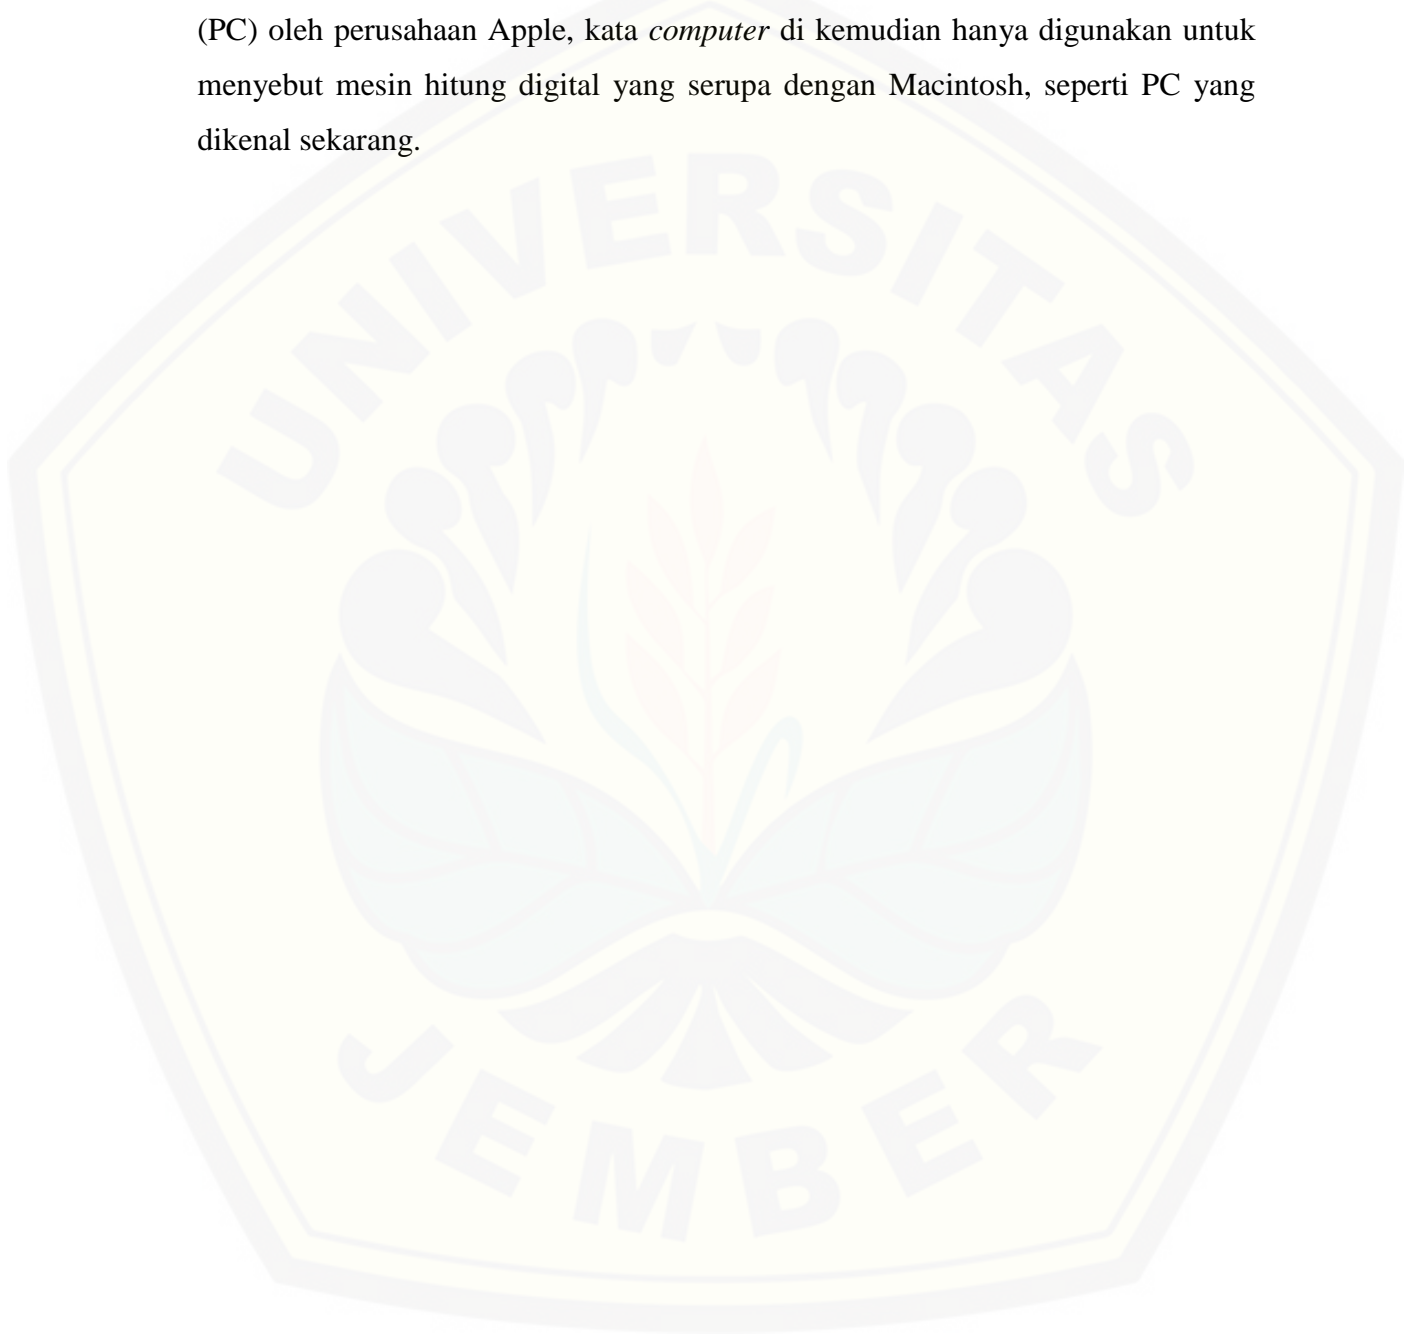 (PC) oleh perusahaan Apple, kata computer di kemudian hanya digunakan untuk
menyebut mesin hitung digital yang serupa dengan Macintosh, seperti PC yang
dikenal sekarang.
UNIVERSITAS
JEMBER